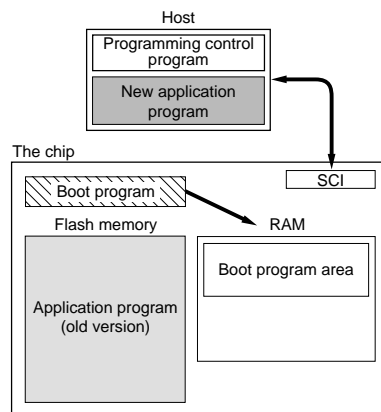 Host
Programming control
program
New application
program
The chip
SCI
Boot program
Flash memory
RAM
Boot program area
Application program
(old version)